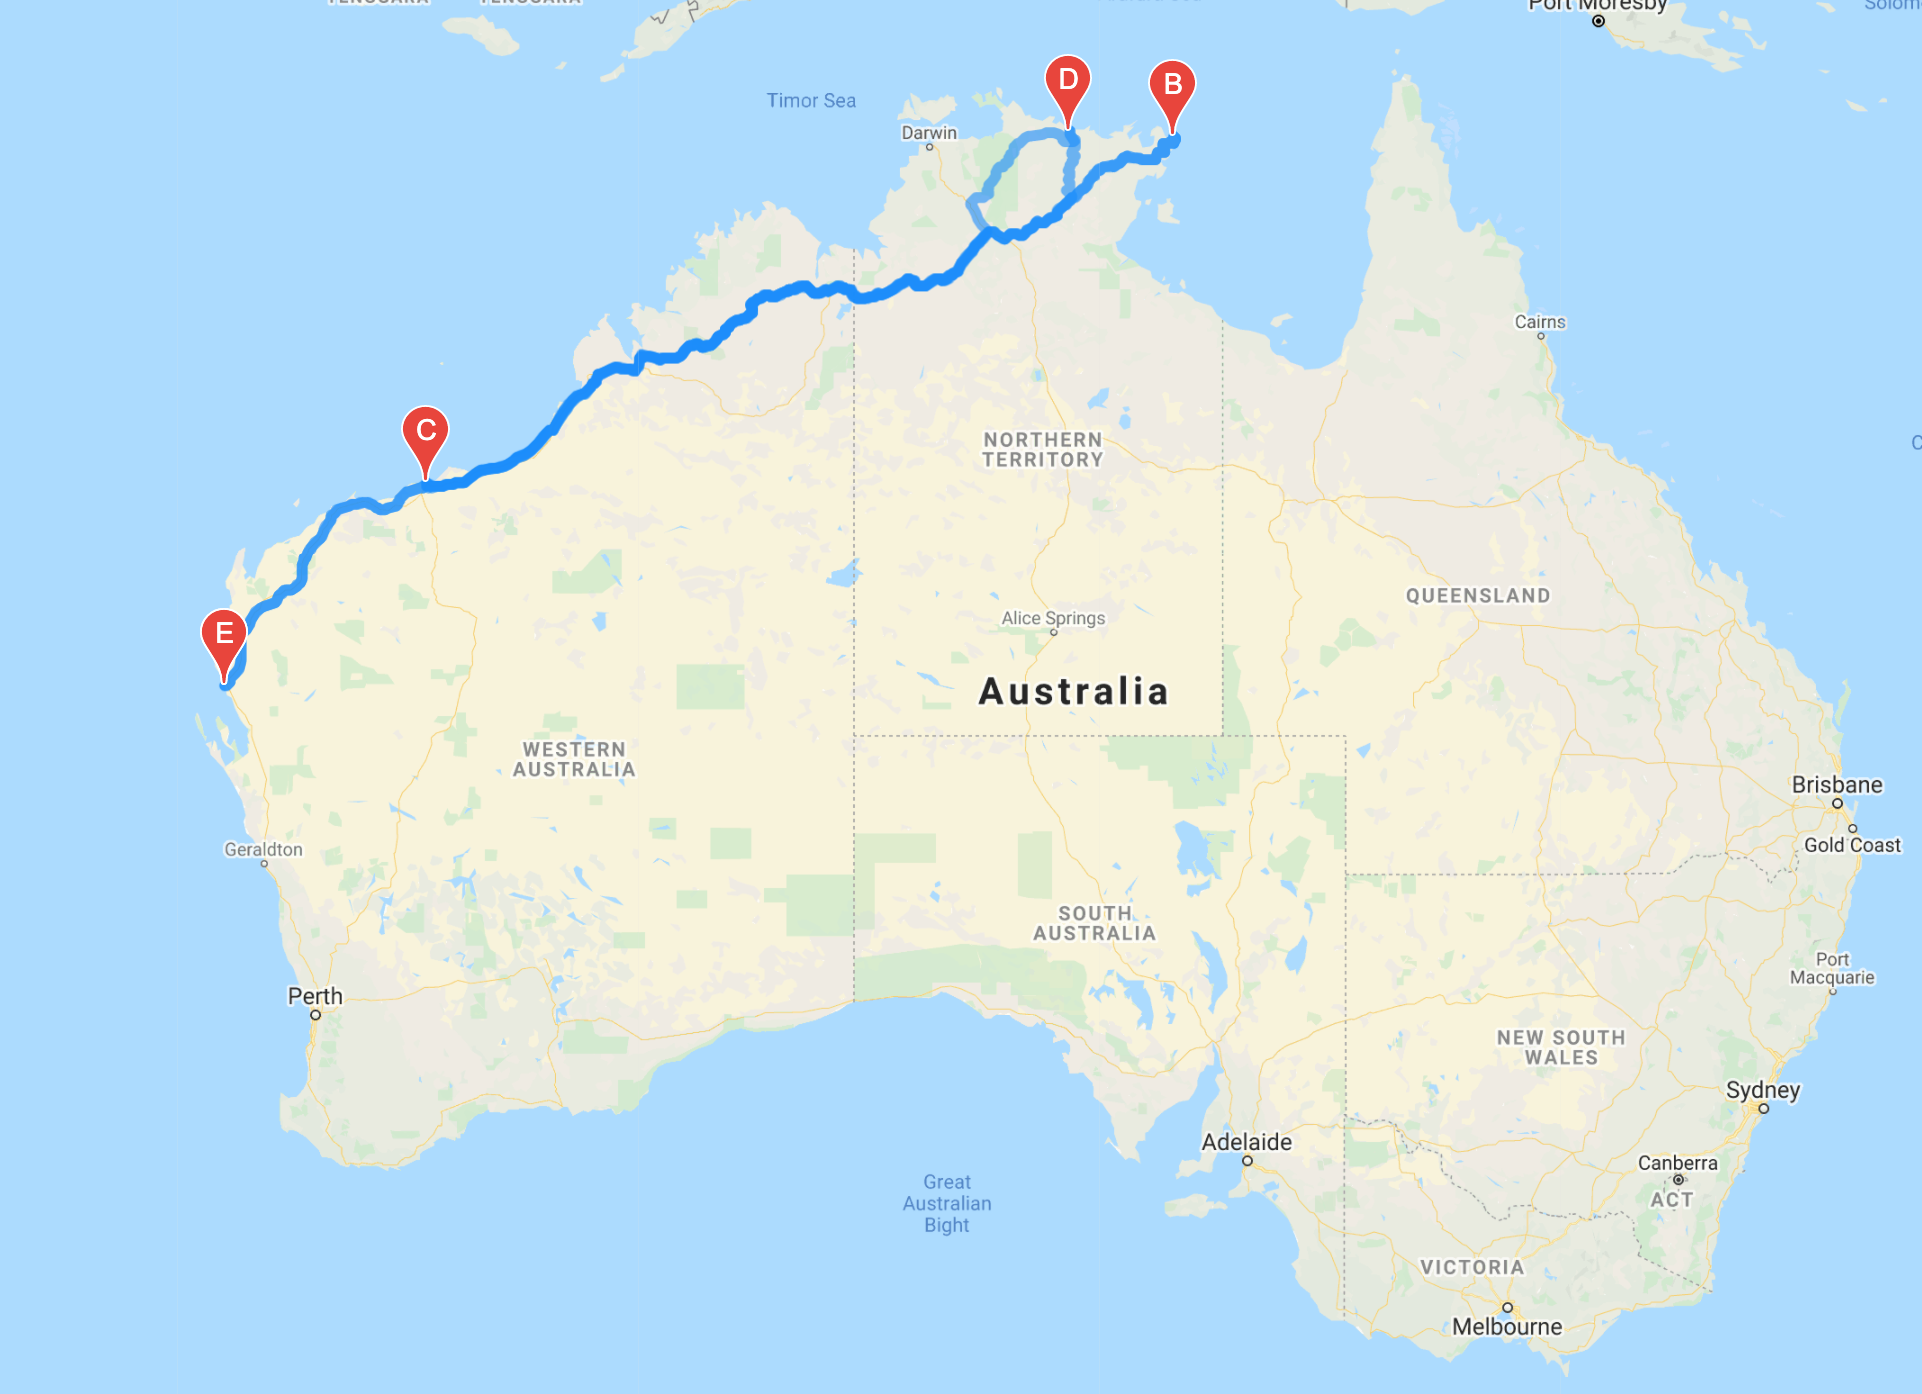 Port Moresby
D
B
Timor Sea
Darwin
Cairns
C
NORTHERN
TERRITORY
QUEENSLAND
E
Alice Springs
Australia
WESTERN
AUSTRALIA
Brisbane
Gold Coast
Geraldton
SOUTH
AUSTRALIA
Port
Macquarie
Perth
NEW SOUTH
WALES
Sydney
Adelaide
Canberra
ACT
Great
Australian
Bight
VICTORIA
Melbourne